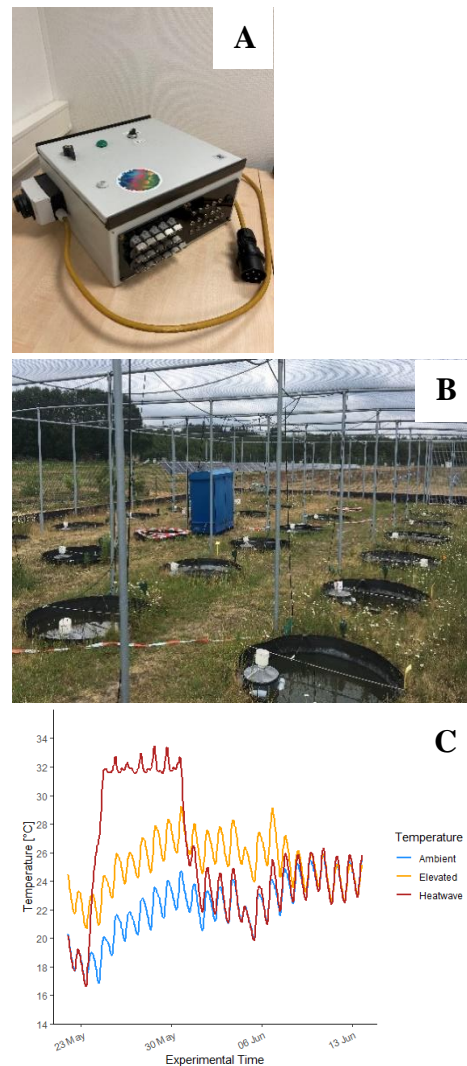 A
B
C
34
32
30
28
26
24
22
20
18
16
14
Temperature [°C]
23 May
30 May
06 Jun
13 Jun
Experimental Time
Temperature
Ambient
Elevated
Heatwave